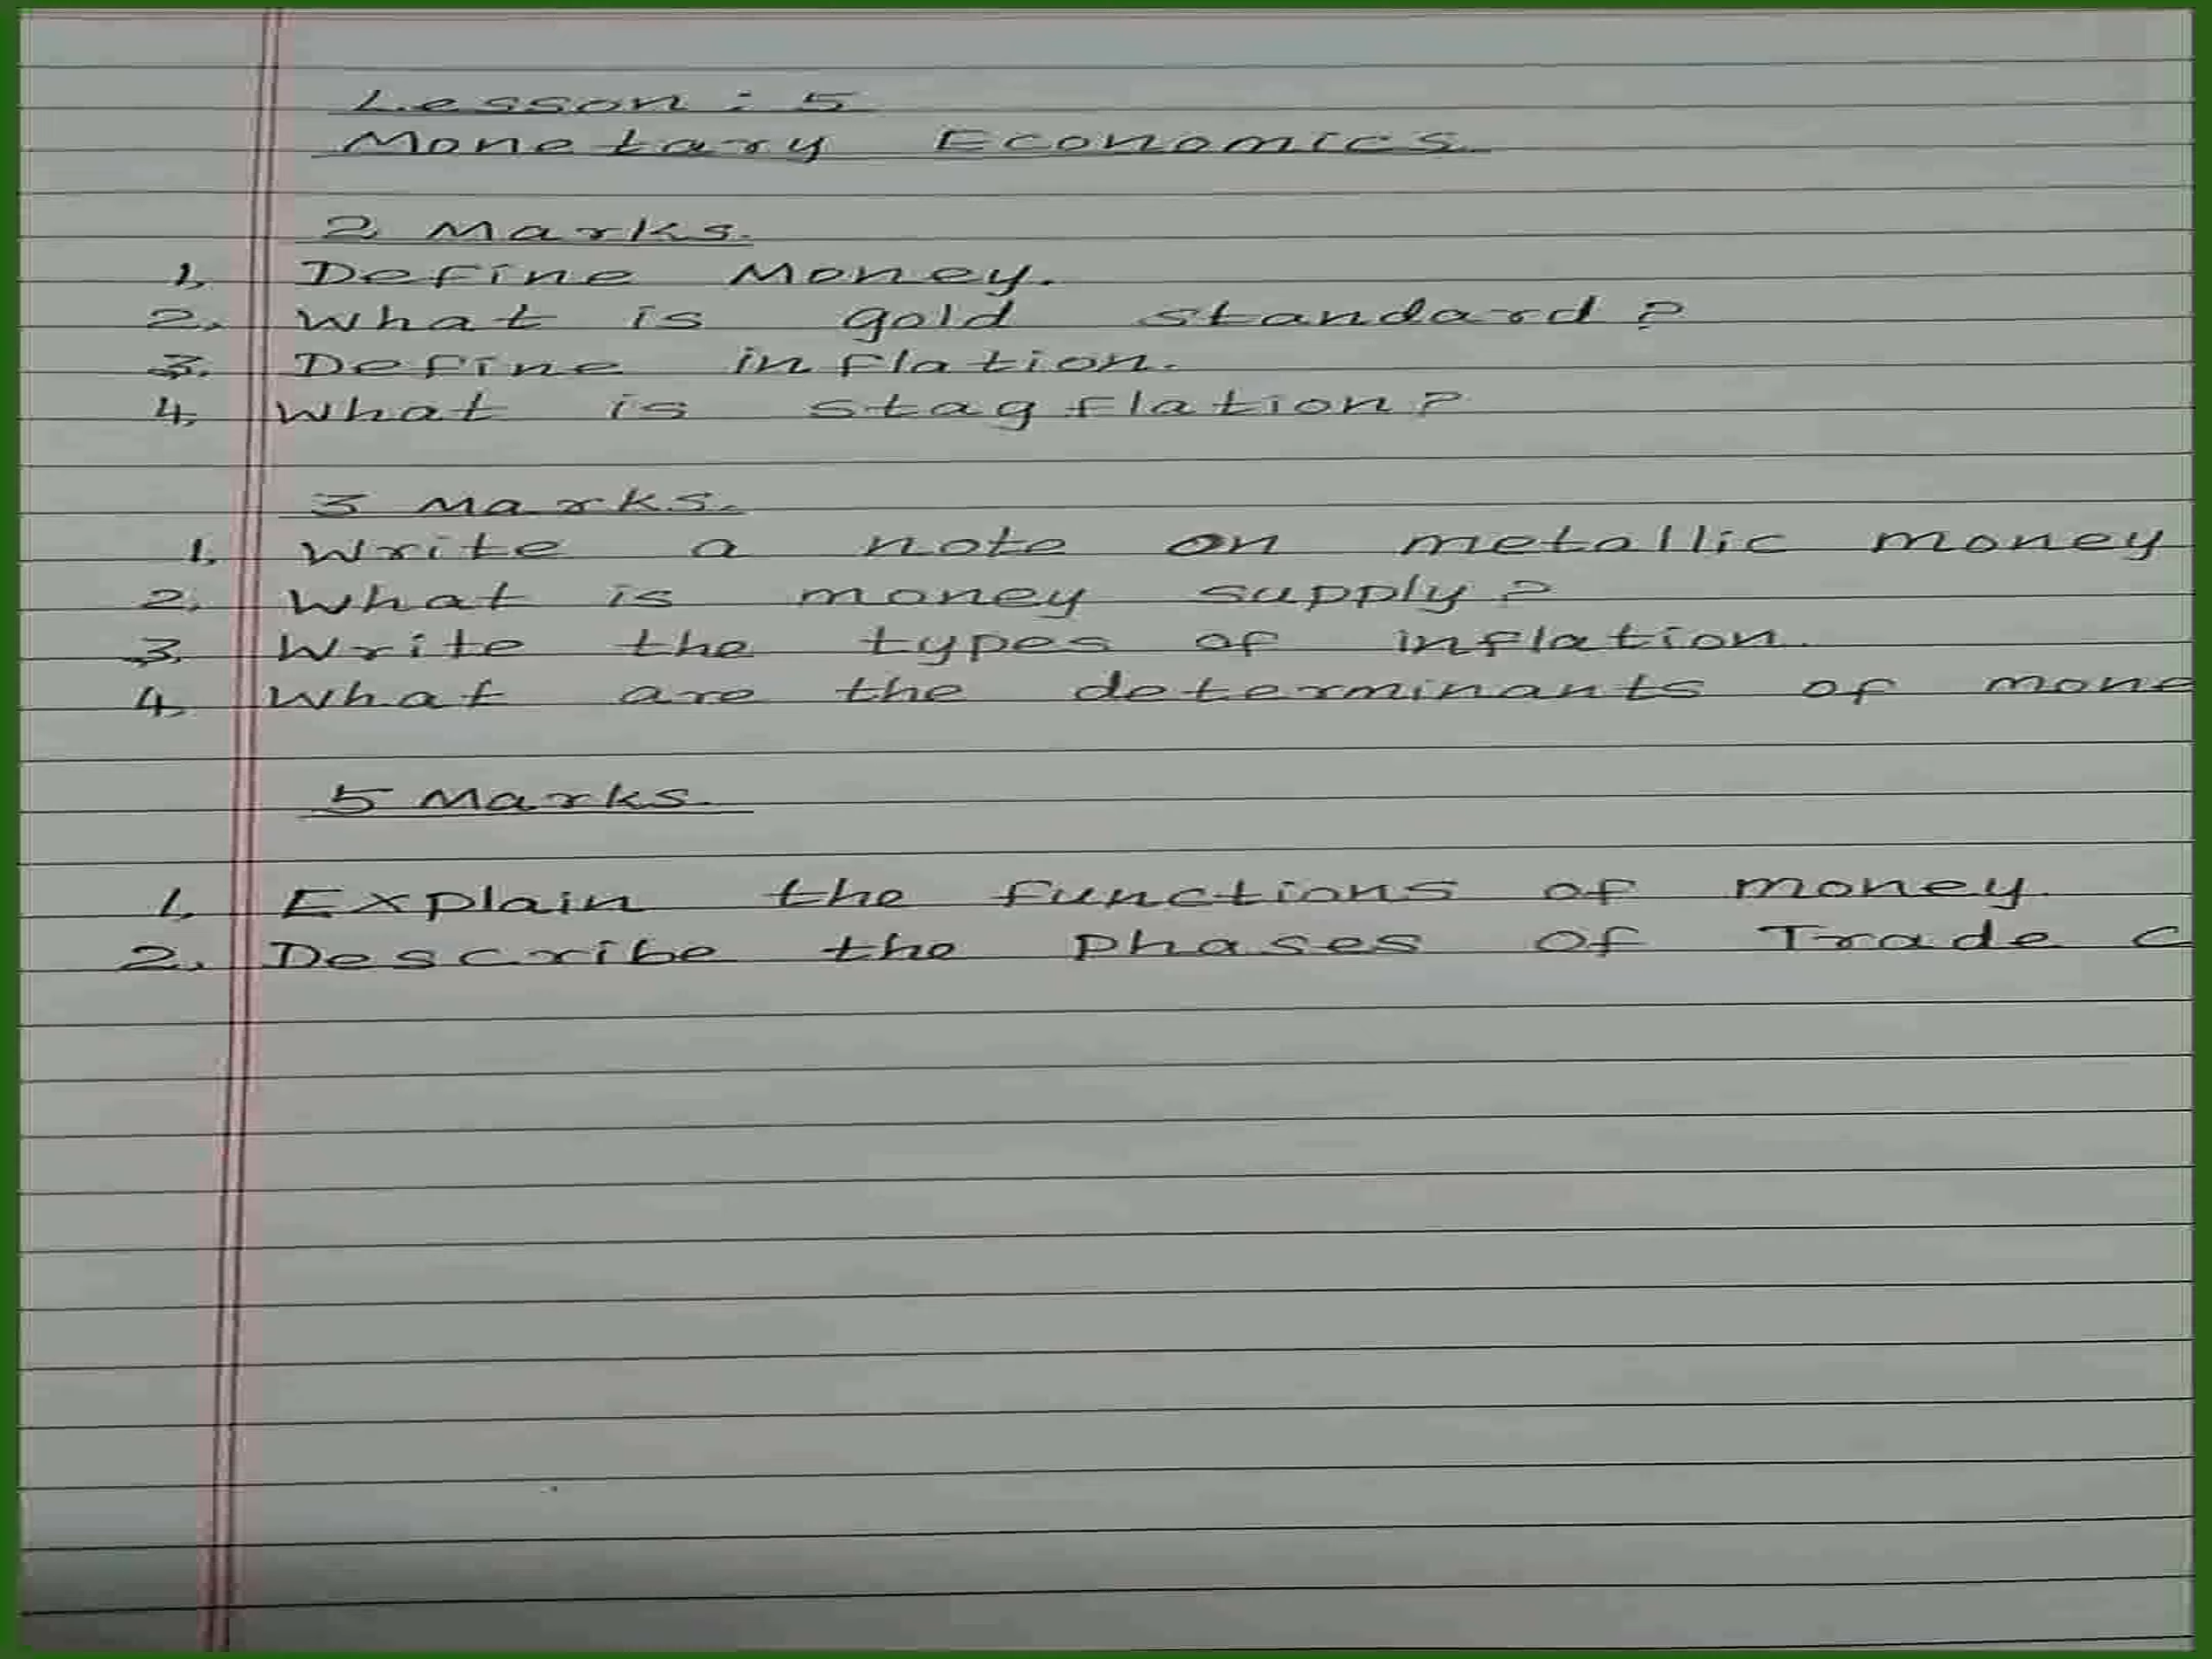 Lesson : 5
Monetary Economics
2 Marks.
1. Define Money.
2. What is gold standard?
3. Define inflation.
4. What is stagflation?
3 Marks.
1. Write a note on metallic money
2. What is money supply?
3. Write the types of inflation.
4. What are the determinants of mone
5 Marks.
1. Explain the functions of money.
2. Describe the phases of Trade C